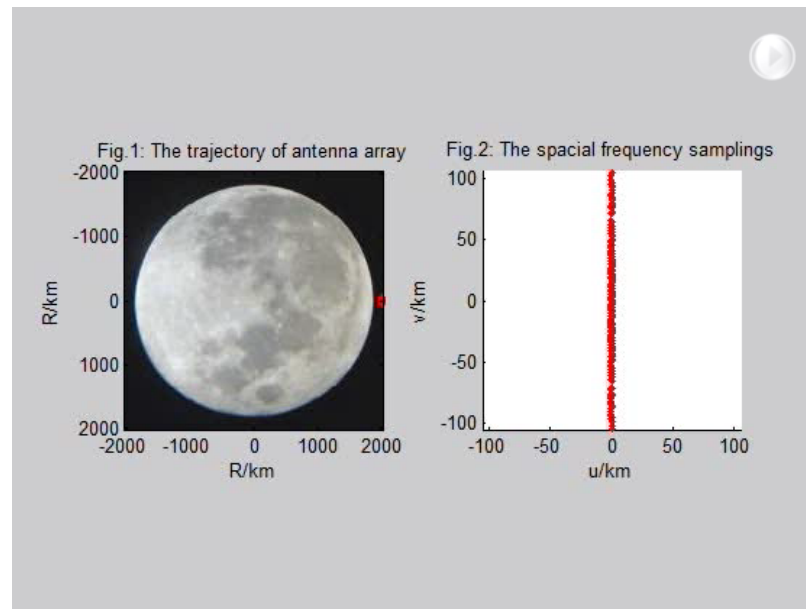 Fig.1: The trajectory of antenna array
-2000
-1000
0
1000
2000
R/km
-2000 -1000 0 1000 2000
R/km
Fig.2: The spacial frequency samplings
100
50
0
-50
-100
v/km
-100 -50 0 50 100
u/km